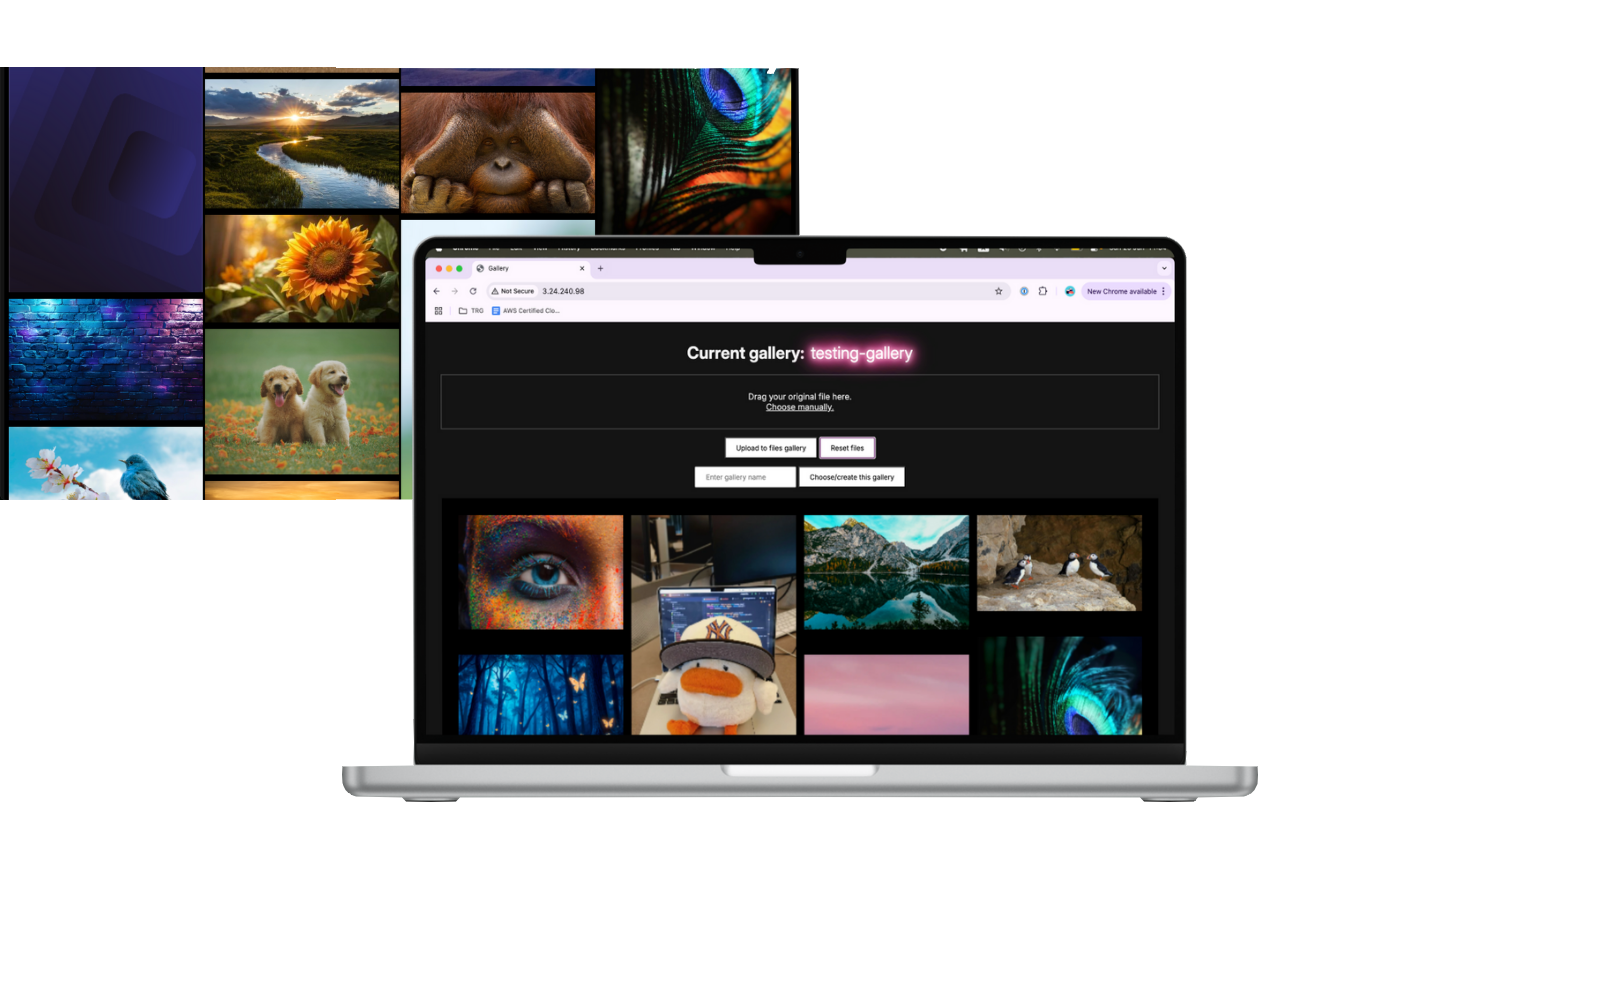 Gallery
Not Secure 3.24.240.98
New Chrome available
TRG
AWS Certified Clo...
Current gallery: testing-gallery
Drag your original file here.
Choose manually.
Upload to files gallery
Reset files
Enter gallery name
Choose/create this gallery
NY